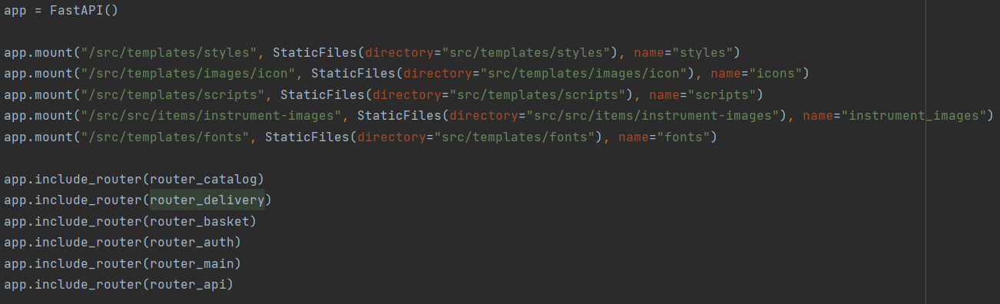 app = FastAPI()
app.mount("/src/templates/styles", StaticFiles(directory="src/templates/styles"), name="styles")
app.mount("/src/templates/images/icon", StaticFiles(directory="src/templates/images/icon"), name="icons")
app.mount("/src/templates/scripts", StaticFiles(directory="src/templates/scripts"), name="scripts")
app.mount("/src/src/items/instrument-images", StaticFiles(directory="src/src/items/instrument-images"), name="instrument_images")
app.mount("/src/templates/fonts", StaticFiles(directory="src/templates/fonts"), name="fonts")
app.include_router(router_catalog)
app.include_router(router_delivery)
app.include_router(router_basket)
app.include_router(router_auth)
app.include_router(router_main)
app.include_router(router_api)